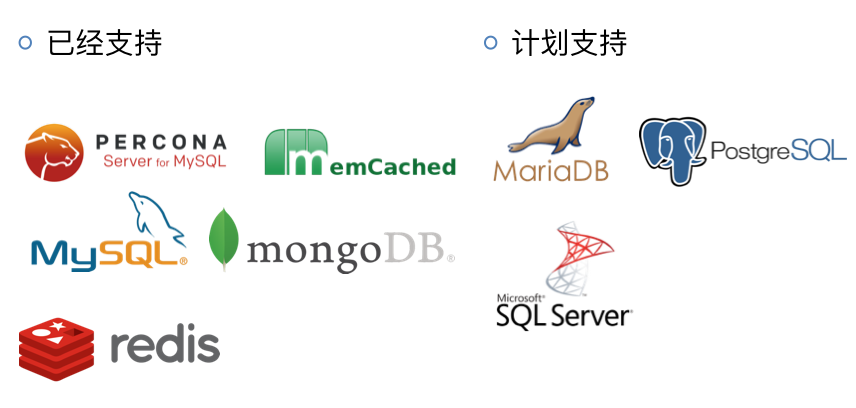 已经支持
计划支持
PERCONA
Server for MySQL
memCached
MariaDB
PostgreSQL
MySQL®
mongoDB®
Microsoft®
SQL Server®
redis